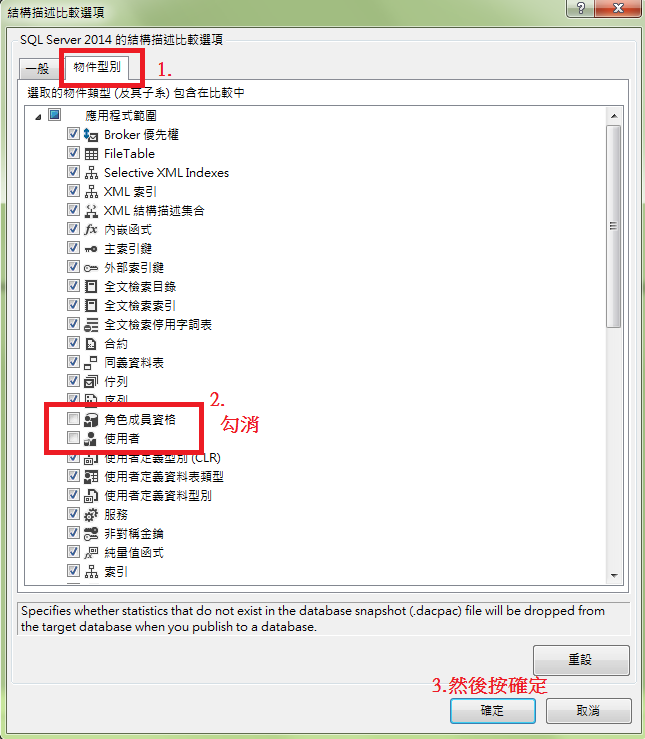 結構描述比較選項
SQL Server 2014 的結構描述比較選項
一般
物件型別
1.
選取的物件類型 (及其子系) 包含在比較中
應用程式範圍
Broker 優先權
FileTable
Selective XML Indexes
XML 索引
XML 結構描述集合
內嵌函式
主索引鍵
外部索引鍵
全文檢索目錄
全文檢索索引
全文檢索停用字詞表
合約
同義資料表
佇列
序列
2.
角色成員資格
勾消
使用者
使用者定義型別 (CLR)
使用者定義資料表類型
使用者定義資料型別
服務
非對稱金鑰
純量值函式
索引
Specifies whether statistics that do not exist in the database snapshot (.dacpac) file will be dropped from
the target database when you publish to a database.
重設
3.然後按確定
確定
取消